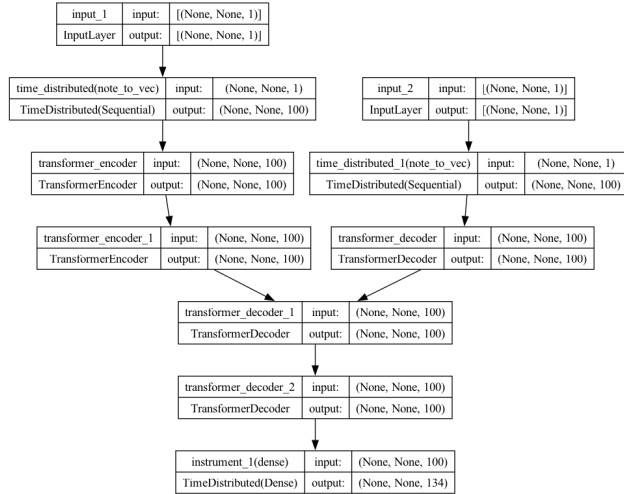 input_1 input: [(None, None, 1)]
InputLayer output: [(None, None, 1)]
time_distributed(note_to_vec) input: (None, None, 1)
TimeDistributed(Sequential) output: (None, None, 100)
input_2 input: [(None, None, 1)]
InputLayer output: [(None, None, 1)]
transformer_encoder input: (None, None, 100)
TransformerEncoder output: (None, None, 100)
time_distributed_1(note_to_vec) input: (None, None, 1)
TimeDistributed(Sequential) output: (None, None, 100)
transformer_encoder_1 input: (None, None, 100)
TransformerEncoder output: (None, None, 100)
transformer_decoder input: (None, None, 100)
TransformerDecoder output: (None, None, 100)
transformer_decoder_1 input: (None, None, 100)
TransformerDecoder output: (None, None, 100)
transformer_decoder_2 input: (None, None, 100)
TransformerDecoder output: (None, None, 100)
instrument_1(dense) input: (None, None, 100)
TimeDistributed(Dense) output: (None, None, 134)